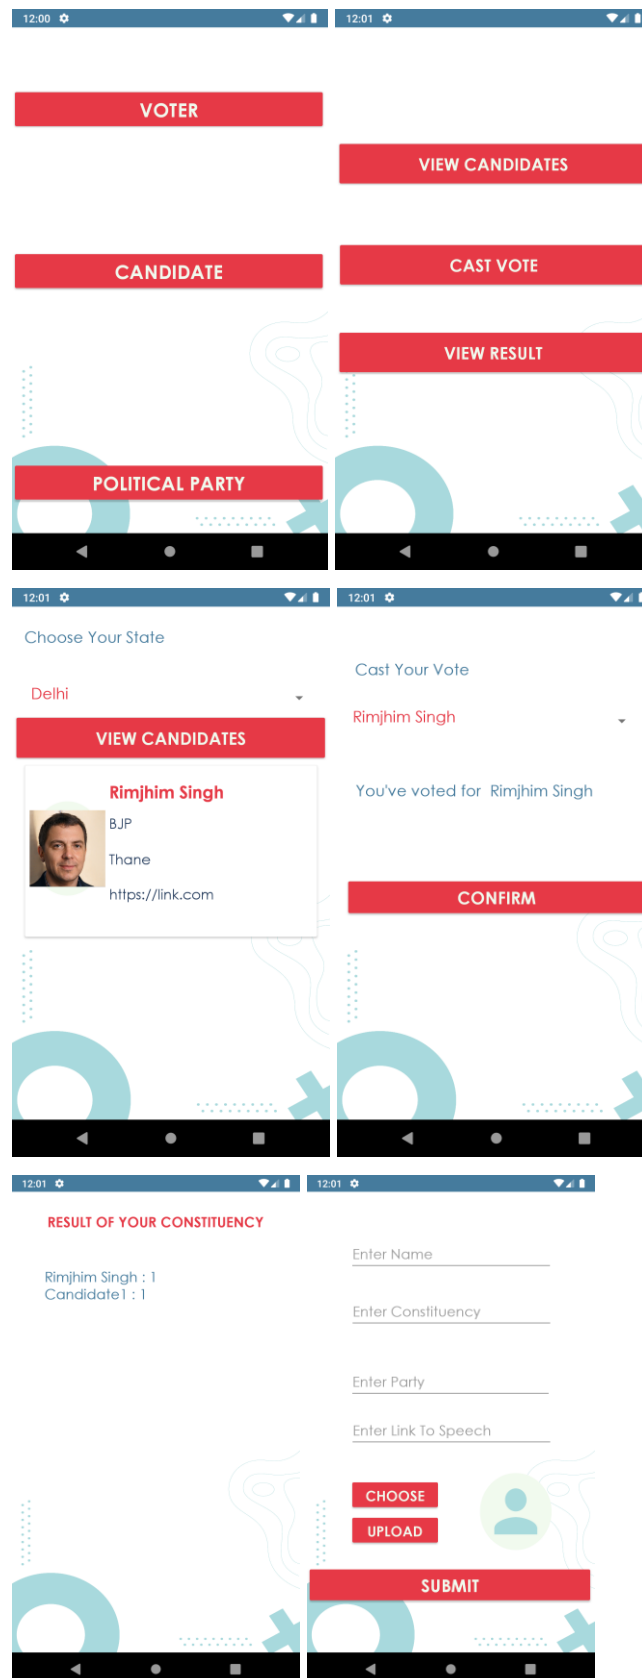 12:00
VOTER
CANDIDATE
POLITICAL PARTY
12:01
VIEW CANDIDATES
CAST VOTE
VIEW RESULT
12:01
Choose Your State
Delhi
VIEW CANDIDATES
Rimjhim Singh
BJP
Thane
https://link.com
12:01
Cast Your Vote
Rimjhim Singh
You've voted for Rimjhim Singh
CONFIRM
12:01
RESULT OF YOUR CONSTITUENCY
Rimjhim Singh : 1
Candidate1 : 1
12:01
Enter Name
Enter Constituency
Enter Party
Enter Link To Speech
CHOOSE
UPLOAD
SUBMIT